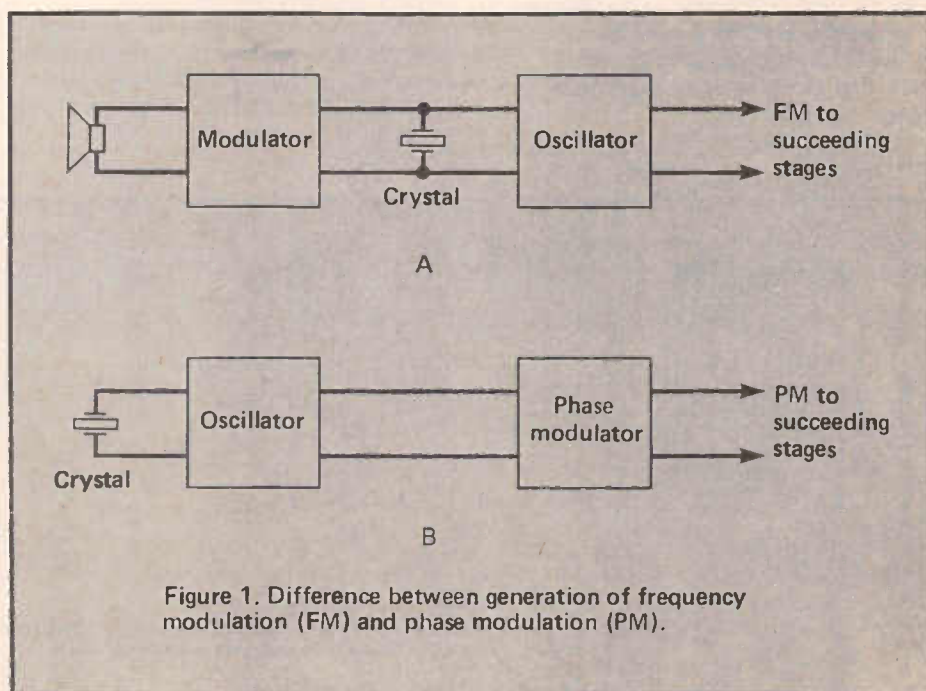 Modulator
Crystal
Oscillator
FM to
succeeding
stages
A
Crystal
Oscillator
Phase
modulator
PM to
succeeding
stages
B
Figure 1. Difference between generation of frequency
modulation (FM) and phase modulation (PM).